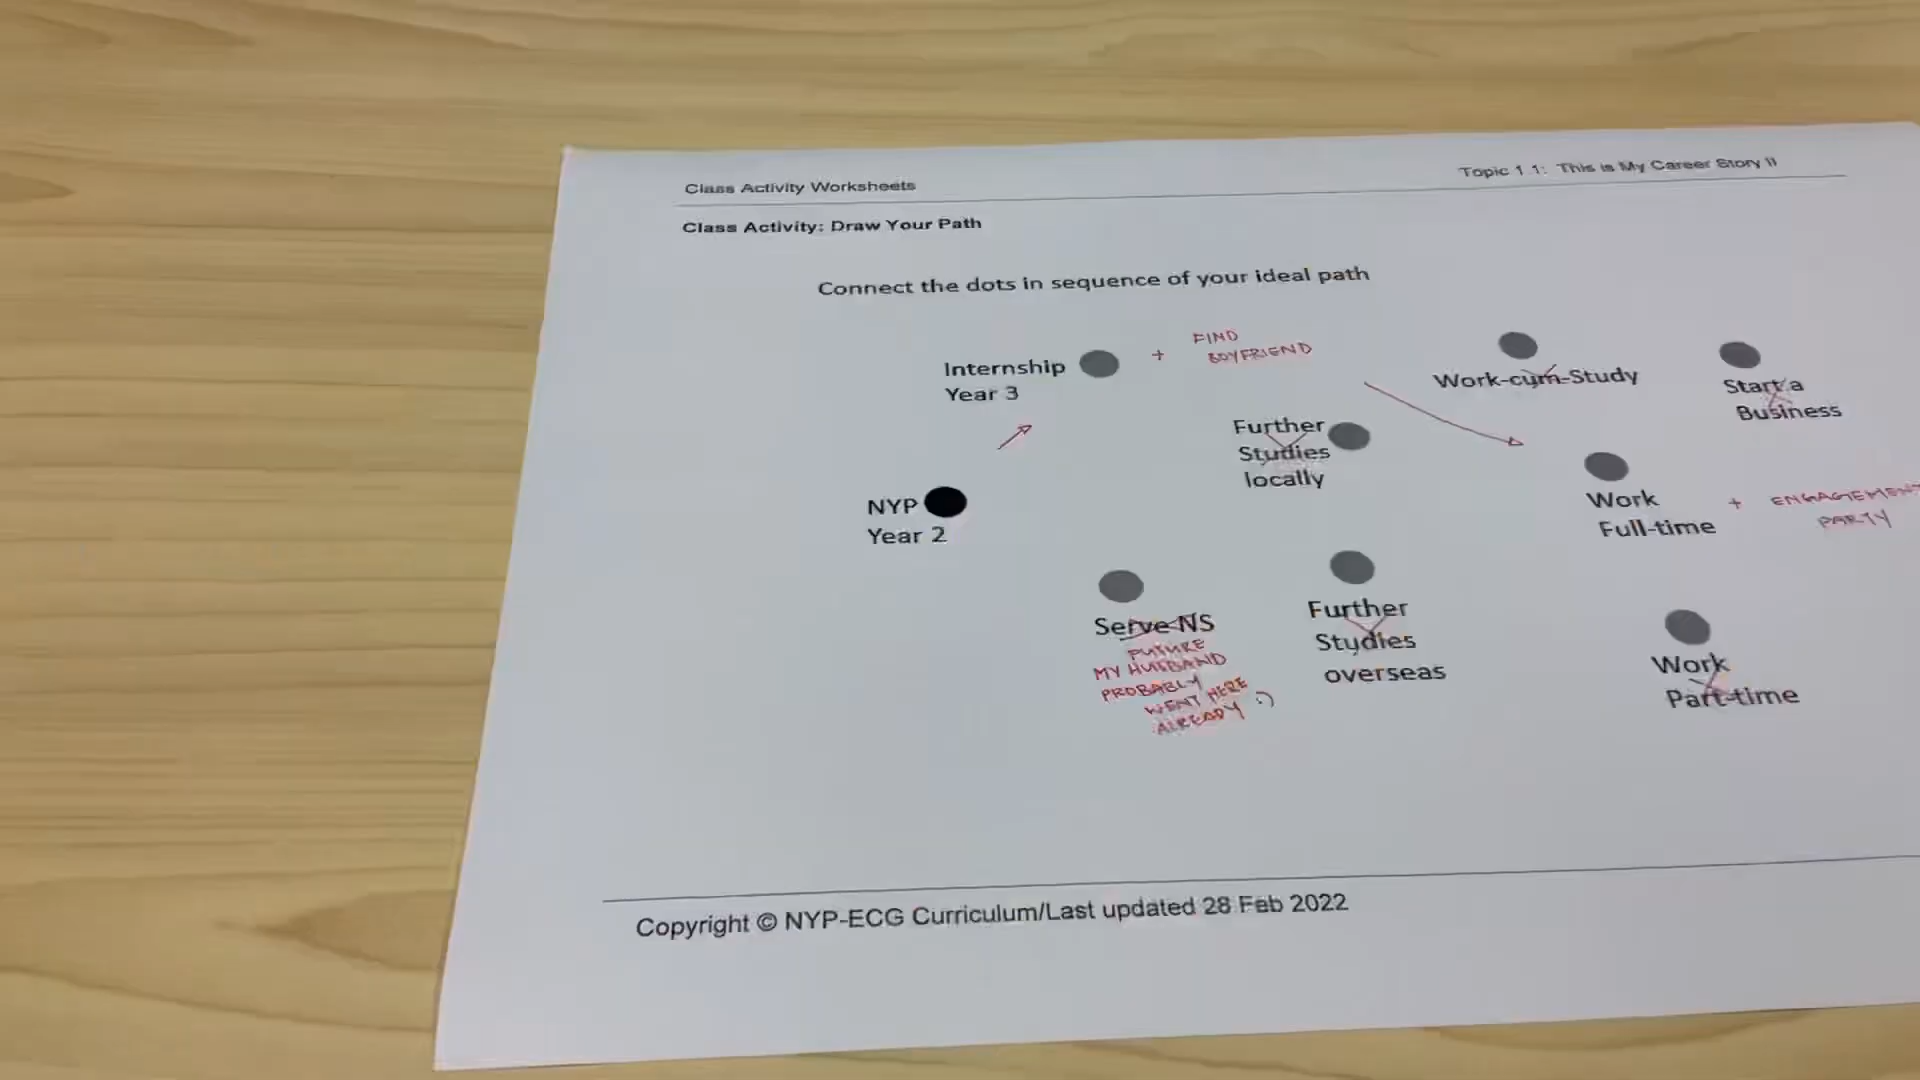 Class Activity Worksheets
Topic 1.1: This is My Career Story II
Class Activity: Draw Your Path
Connect the dots in sequence of your ideal path
Internship
Year 3
+ FIND
BOYFRIEND
Work-cum-Study
Start a
Business
Further
Studies
locally
NYP
Year 2
Work
Full-time
+ ENGAGEMENT
PARTY
Serve NS
FUTURE
MY HUSBAND
PROBABLY
WENT HERE
ALREADY :)
Further
Studies
overseas
Work
Part-time
Copyright © NYP-ECG Curriculum/Last updated 28 Feb 2022